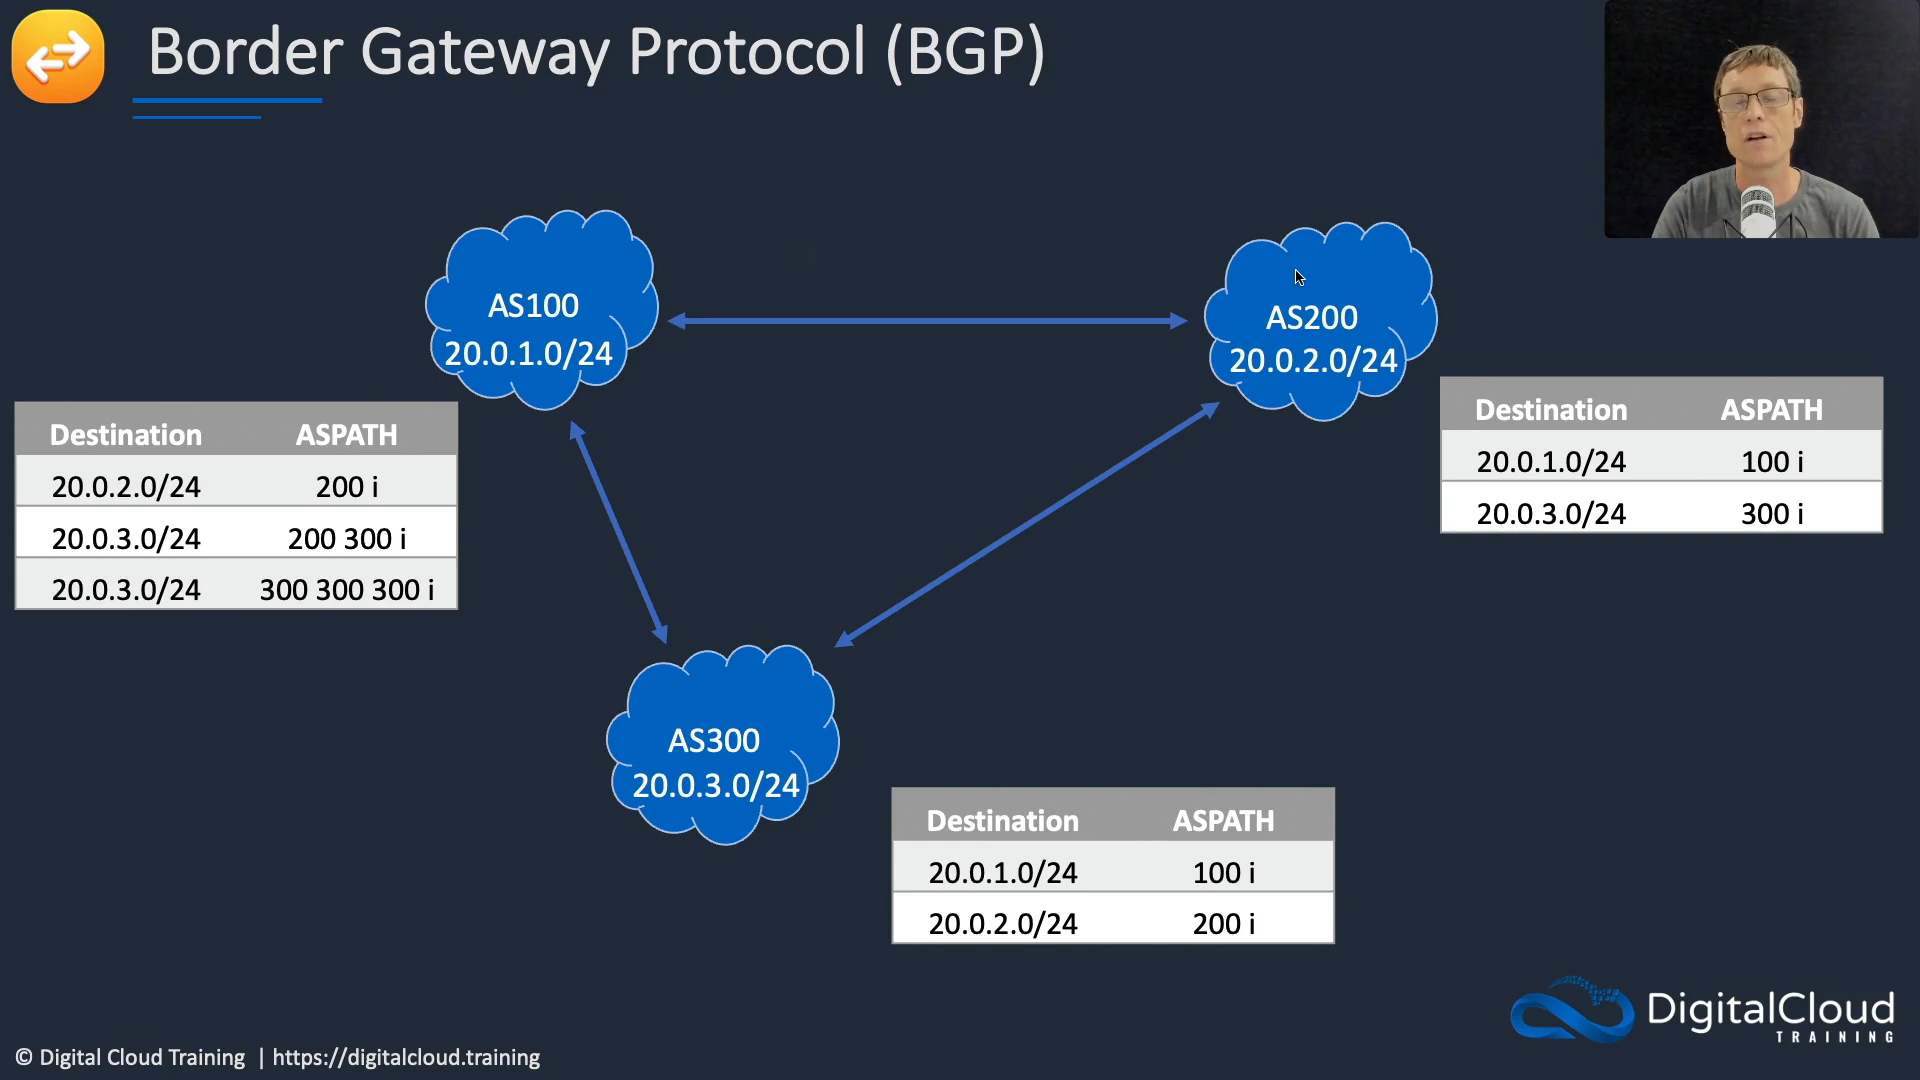 Border Gateway Protocol (BGP)
AS100
20.0.1.0/24
AS200
20.0.2.0/24
Destination ASPATH
20.0.2.0/24 200 i
20.0.3.0/24 200 300 i
20.0.3.0/24 300 300 300 i
Destination ASPATH
20.0.1.0/24 100 i
20.0.3.0/24 300 i
AS300
20.0.3.0/24
Destination ASPATH
20.0.1.0/24 100 i
20.0.2.0/24 200 i
DigitalCloud
TRAINING
© Digital Cloud Training | https://digitalcloud.training